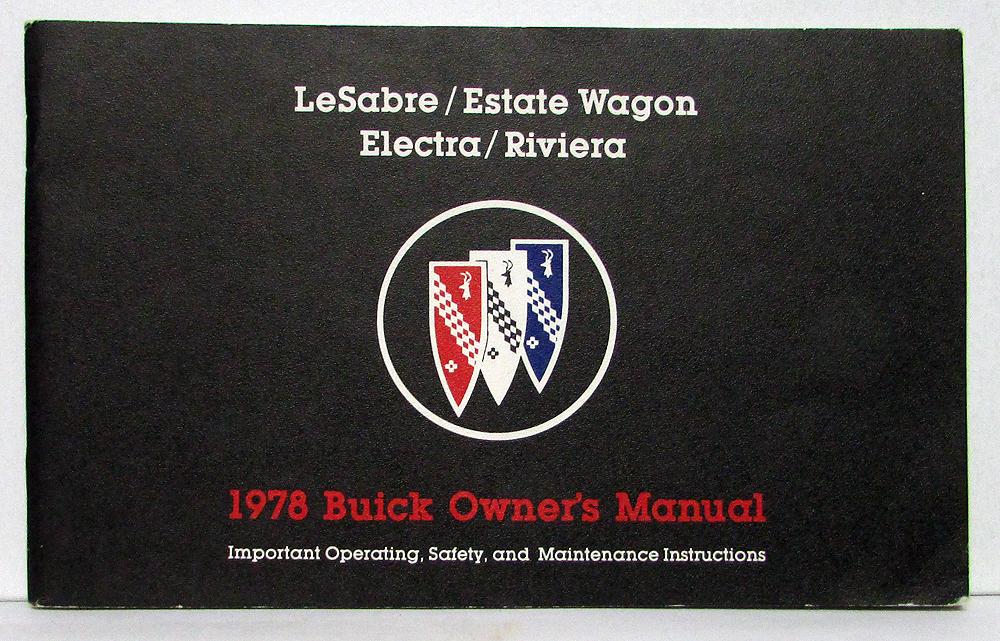 LeSabre / Estate Wagon
Electra / Riviera
1978 Buick Owner's Manual
Important Operating, Safety, and Maintenance Instructions